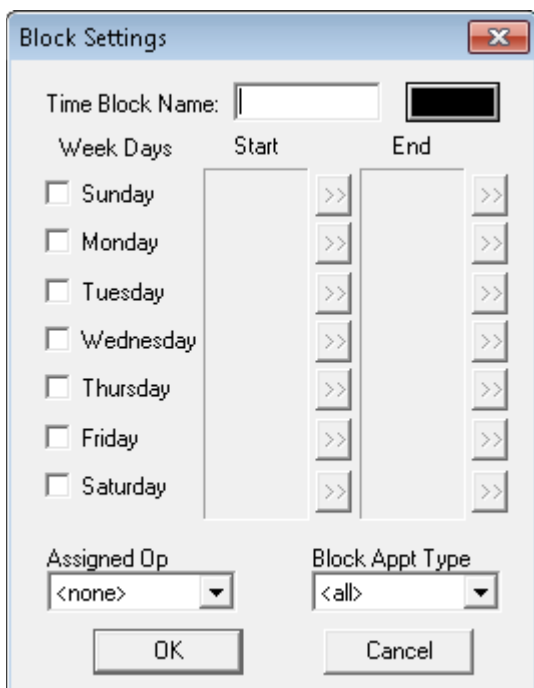 Block Settings
Time Block Name:
Week Days Start End
Sunday >> >>
Monday >> >>
Tuesday >> >>
Wednesday >> >>
Thursday >> >>
Friday >> >>
Saturday >> >>
Assigned Op Block Appt Type
<none> <all>
OK Cancel